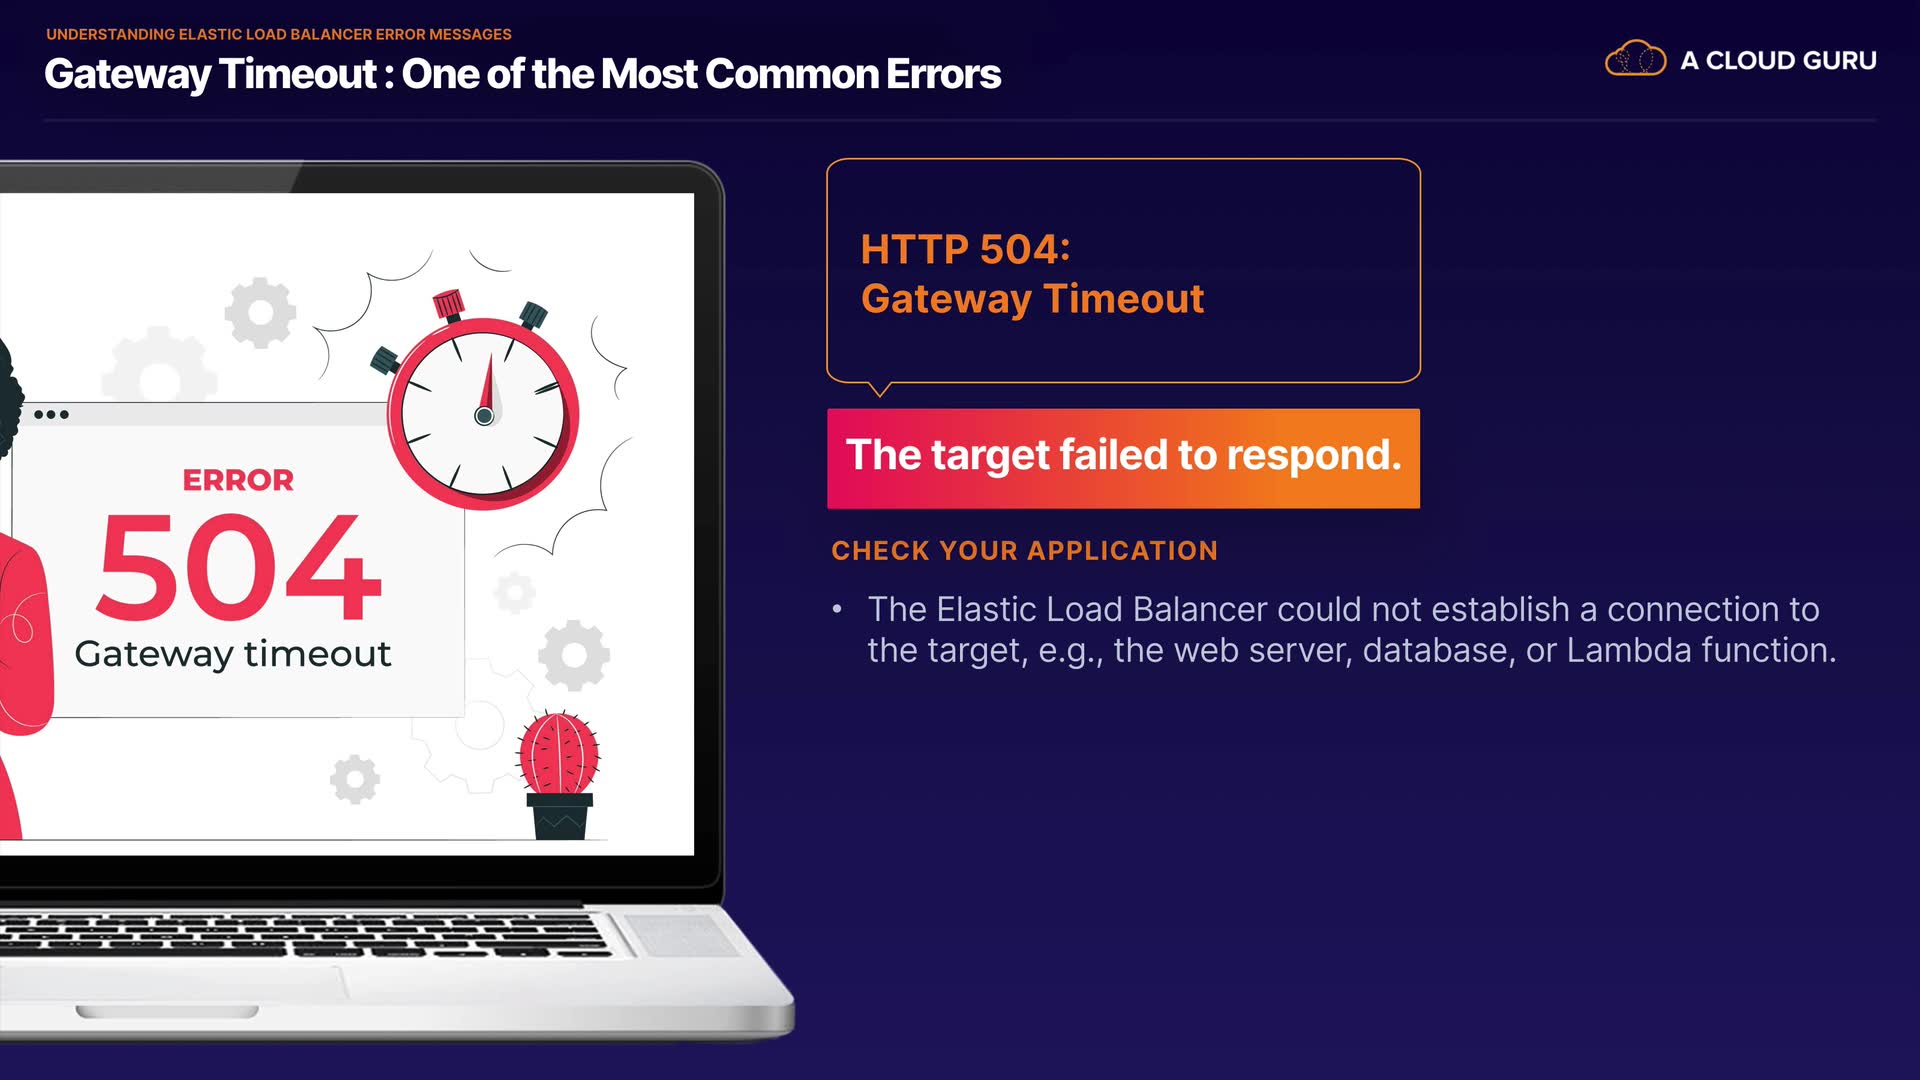 UNDERSTANDING ELASTIC LOAD BALANCER ERROR MESSAGES
Gateway Timeout : One of the Most Common Errors
A CLOUD GURU
ERROR
504
Gateway timeout
HTTP 504:
Gateway Timeout
The target failed to respond.
CHECK YOUR APPLICATION
• The Elastic Load Balancer could not establish a connection to
the target, e.g., the web server, database, or Lambda function.